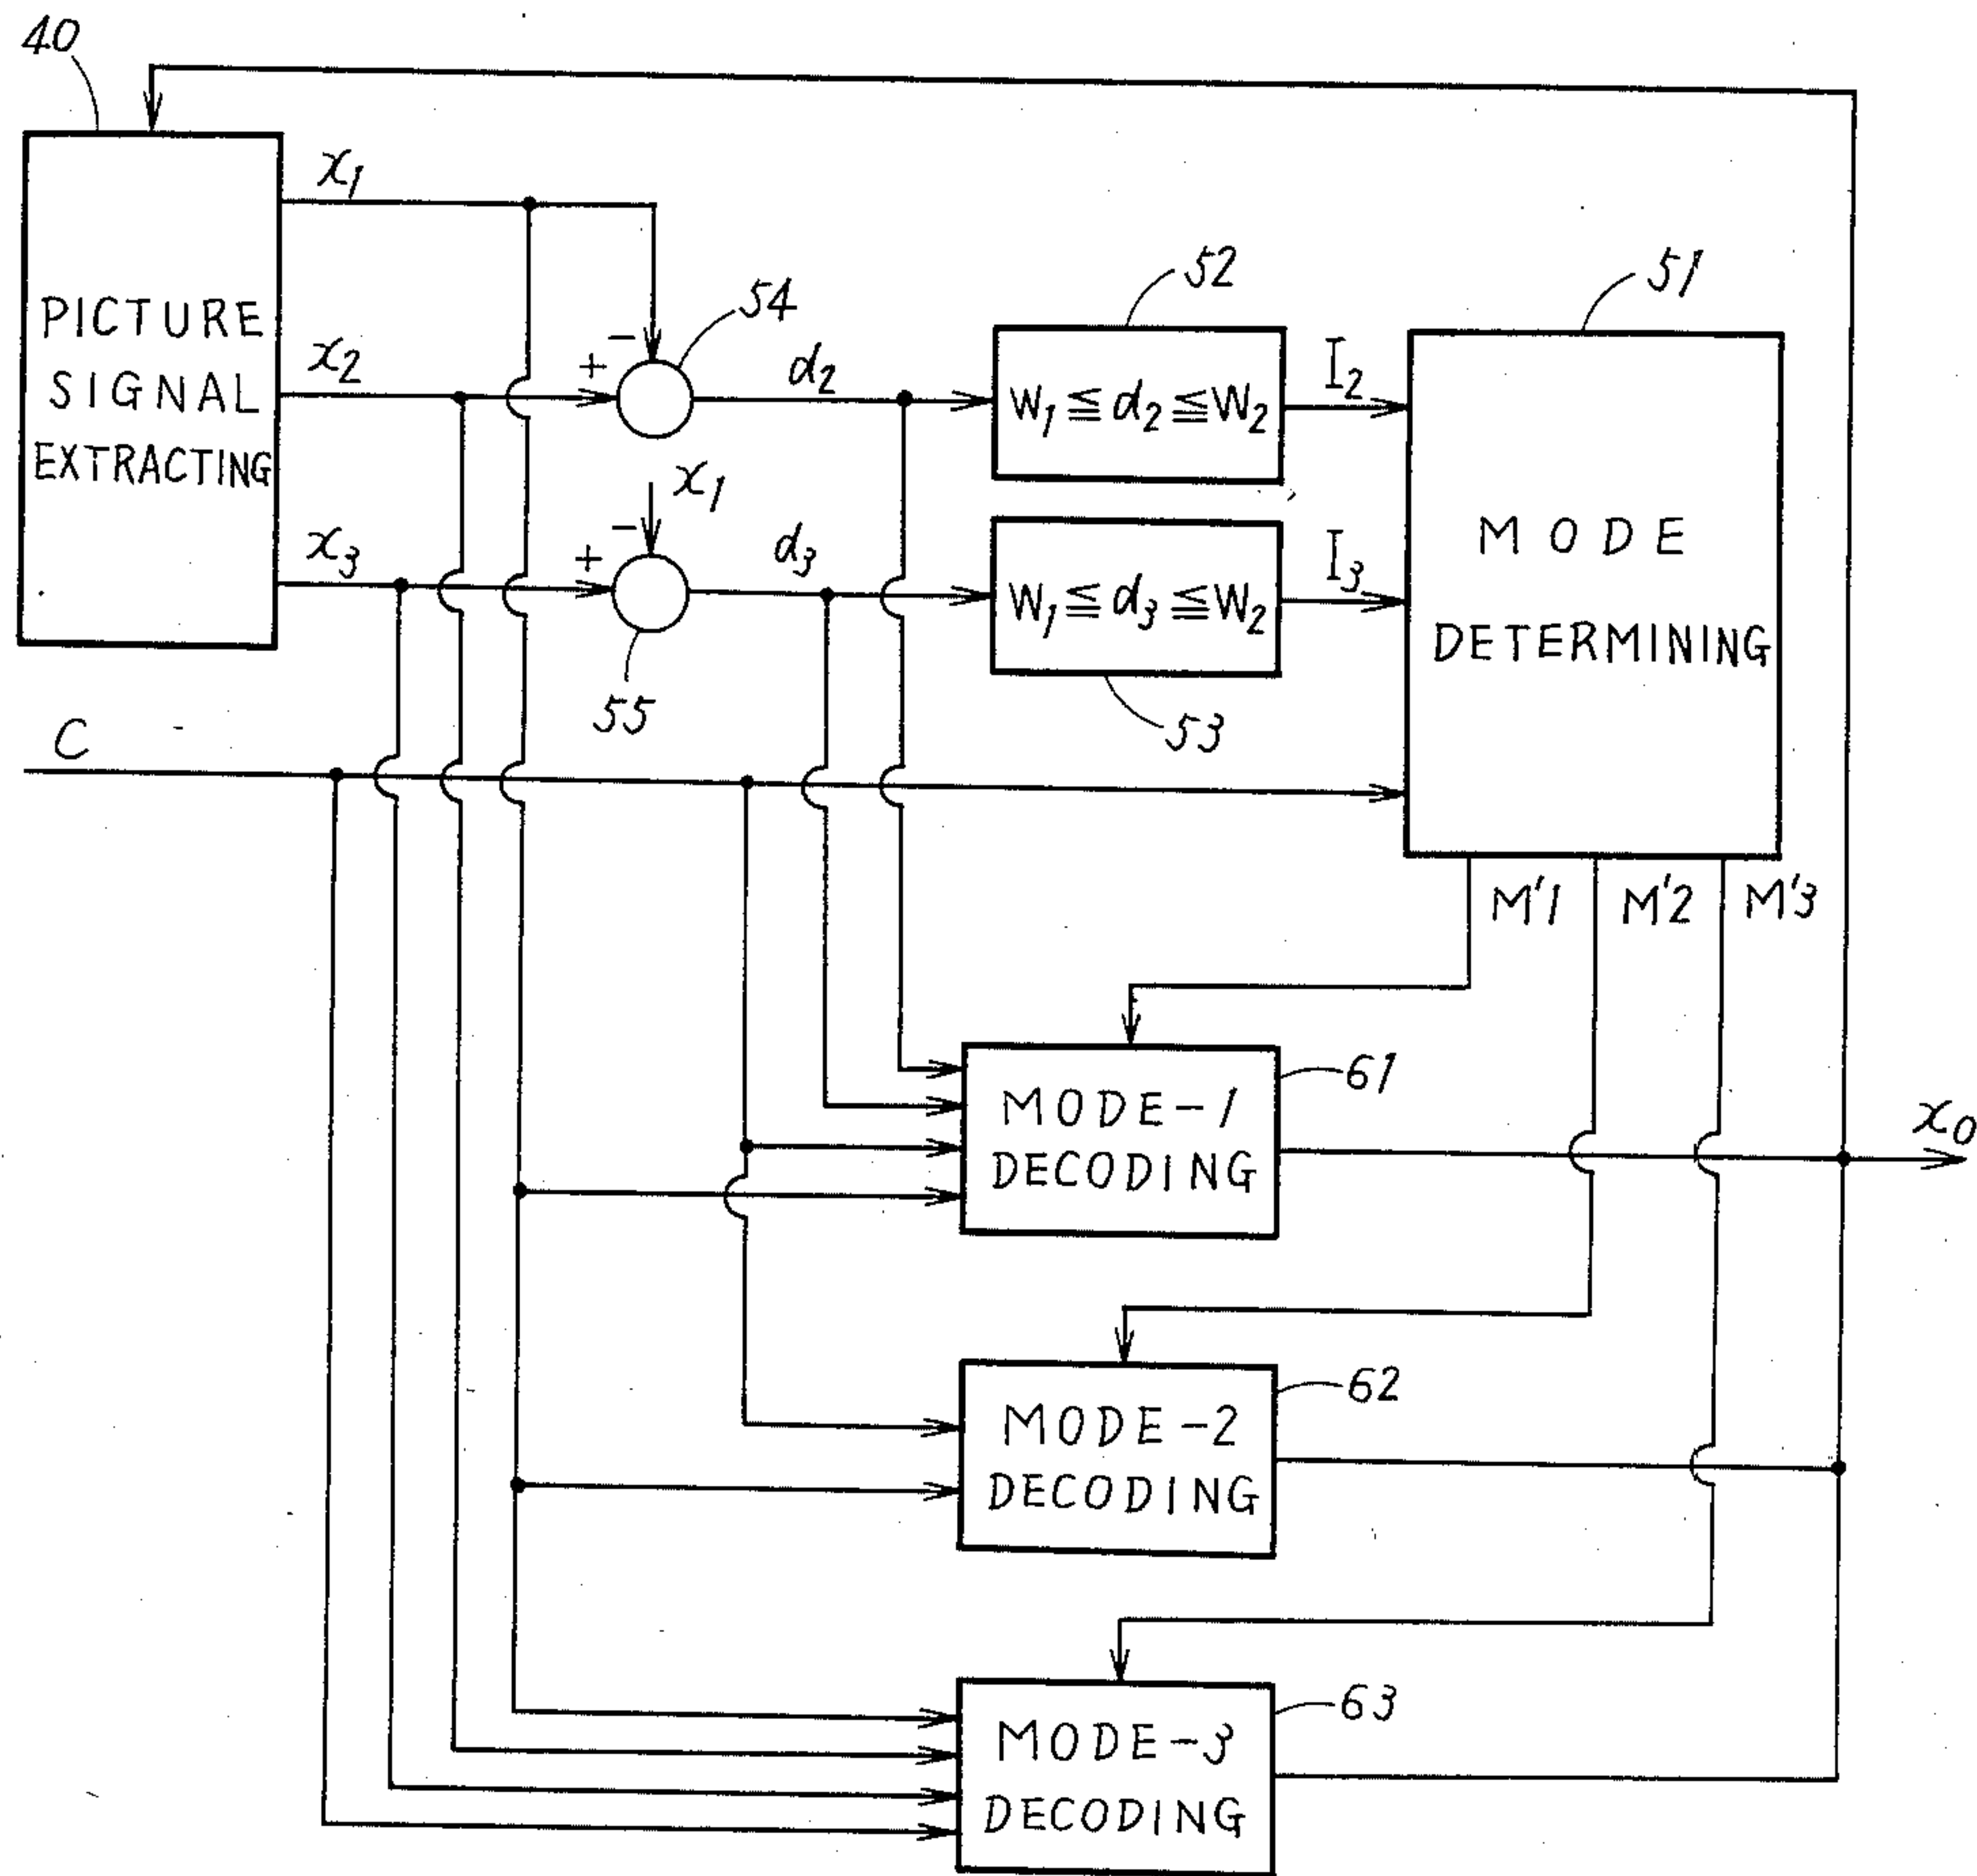 40
x1
PICTURE
SIGNAL
EXTRACTING
x2
x3
+
−
54
d2
52
W1 ≦ d2 ≦ W2
I2
51
MODE
DETERMINING
x1
−
+
55
d3
W1 ≦ d3 ≦ W2
53
I3
C
M'1
M'2
M'3
MODE-1
DECODING
61
x0
MODE-2
DECODING
62
MODE-3
DECODING
63